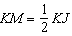 KM = 1/2 KJ